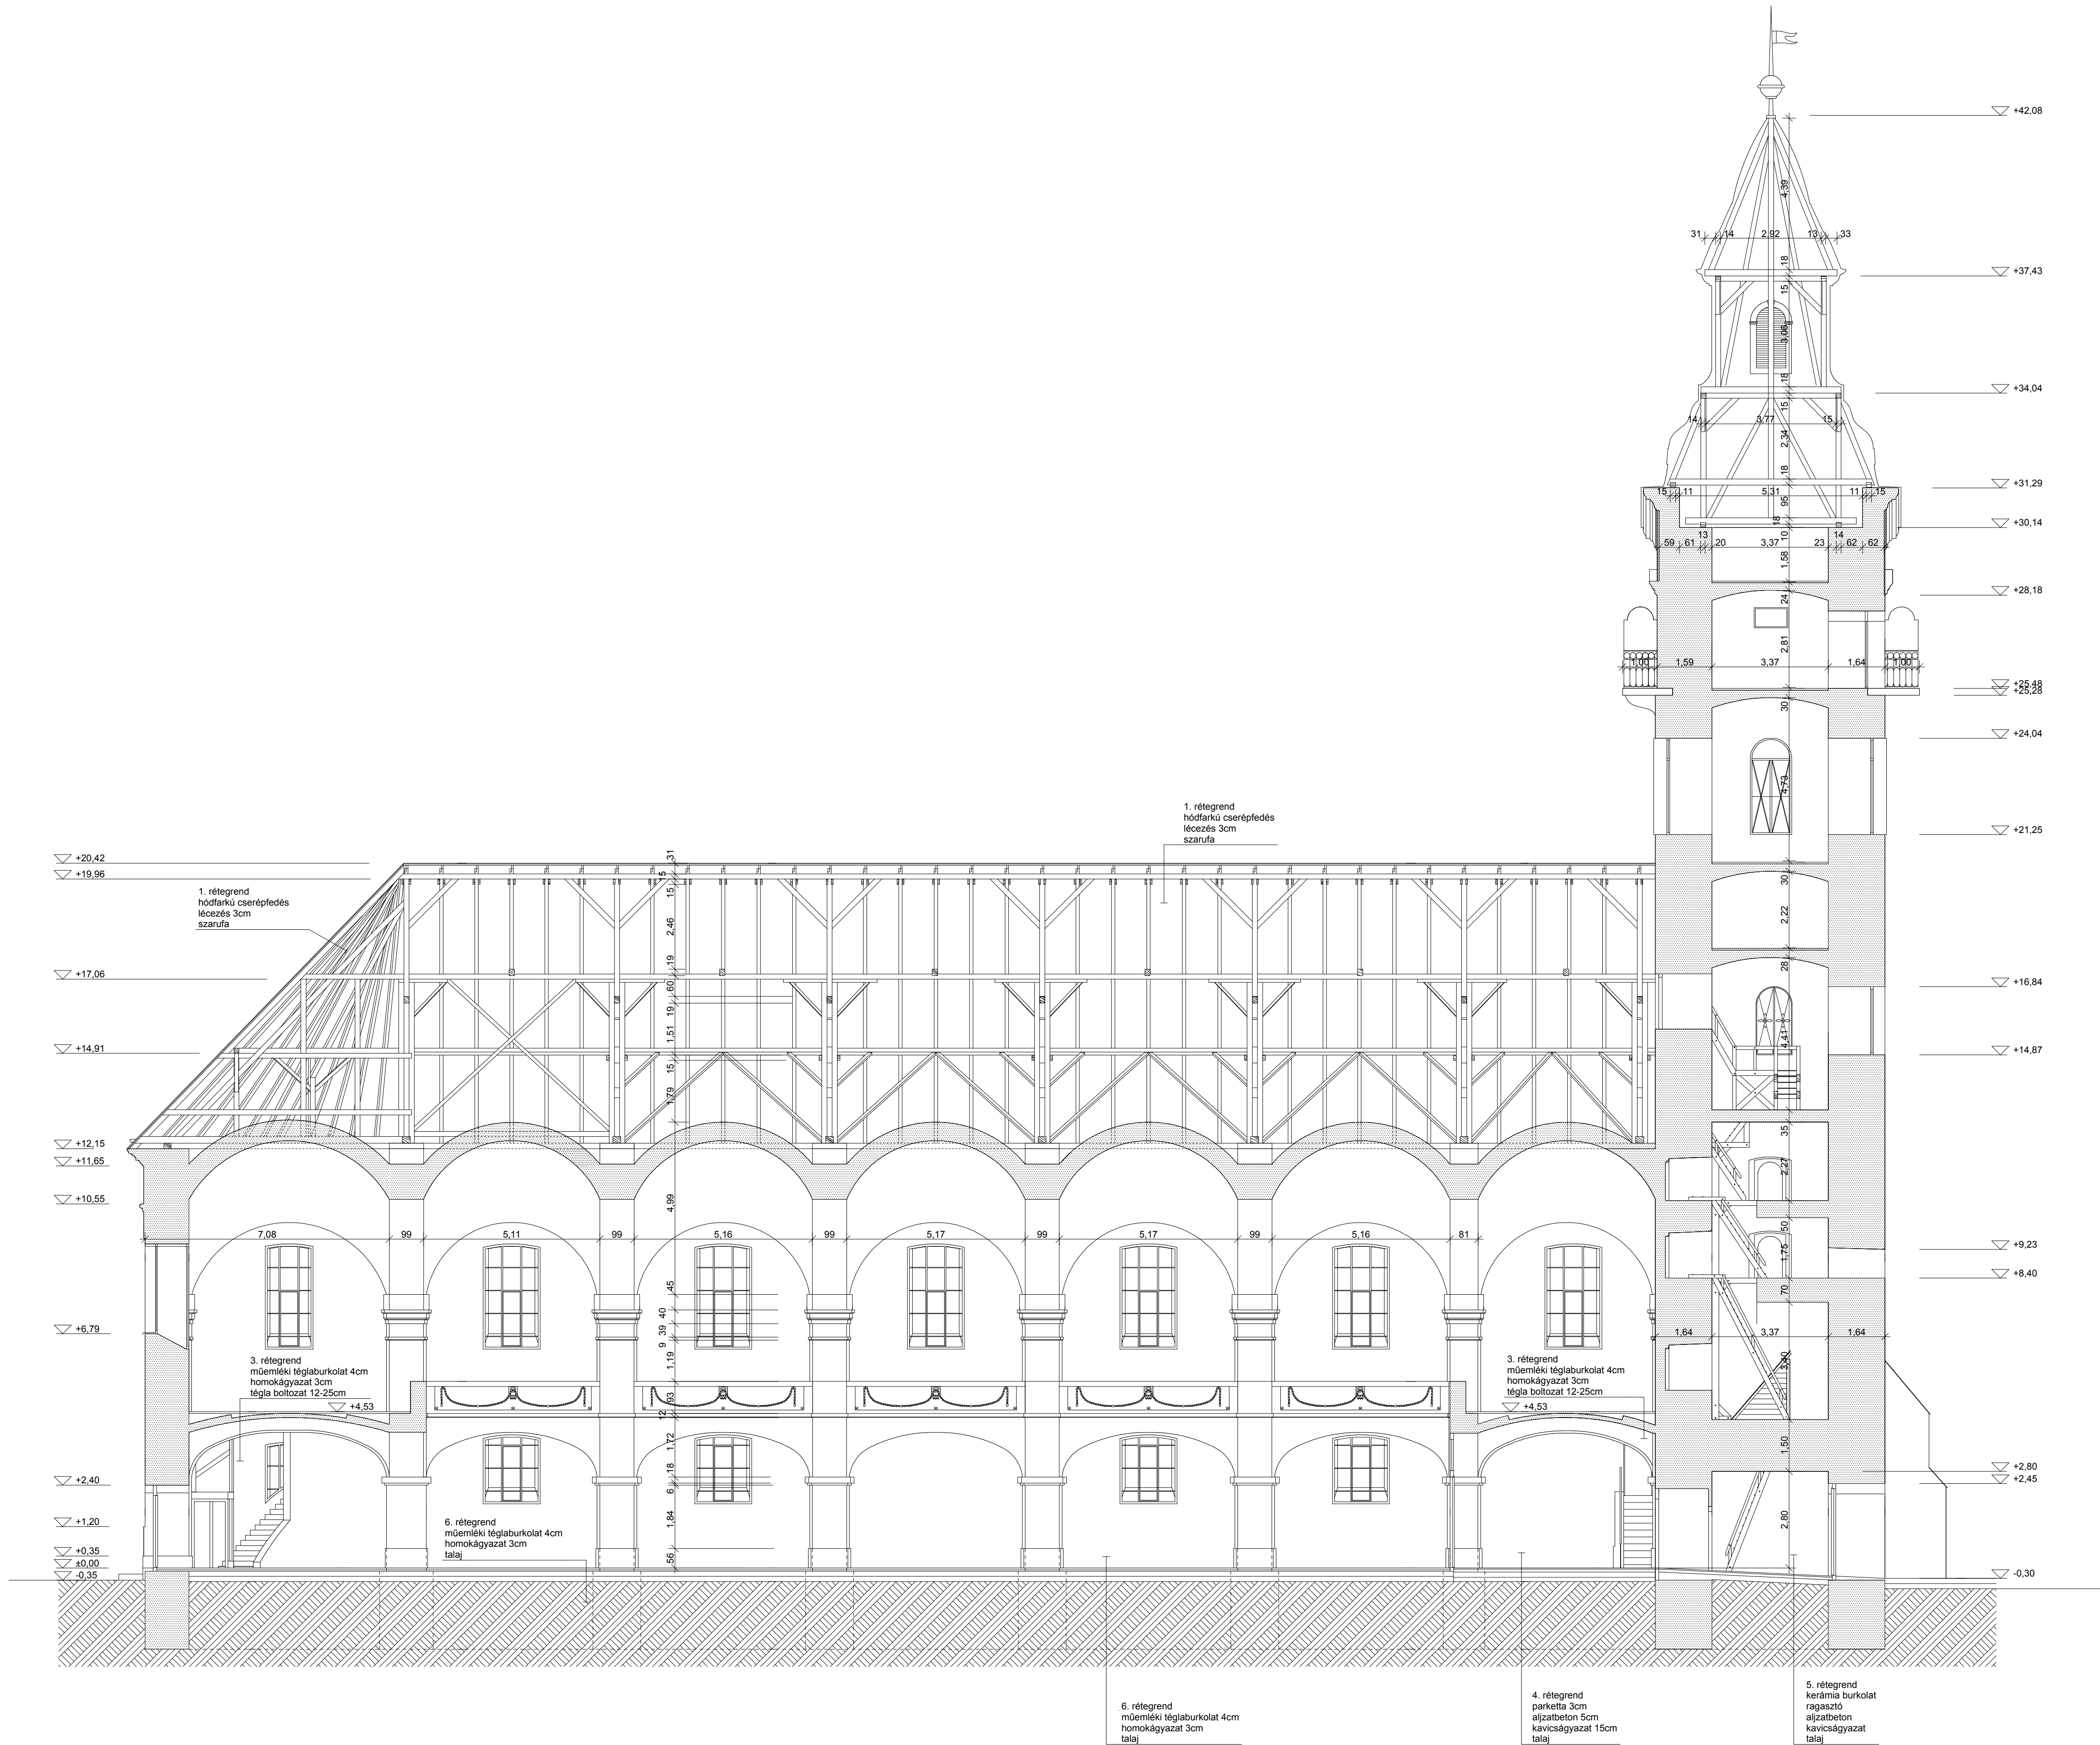 +42,08
4,39
31 14 2,92 13 33
18
+37,43
15
3,06
18
+34,04
15
14 3,77 15
2,34
18
+31,29
15 11 5,31 11 15
95
18
+30,14
13 14
10
59 61 20 3,37 23 62 62
1,58
+28,18
24
2,81
1,00 1,59 3,37 1,64 1,00
+25,48
+25,28
30
+24,04
4,73
+21,25
1. rétegrend
hódfarkú cserépfedés
lécezés 3cm
szarufa
+20,42
+19,96
31
15
15
30
1. rétegrend
hódfarkú cserépfedés
lécezés 3cm
szarufa
2,46
2,22
19
+17,06
28
60
+16,84
19
1,51
4,41
+14,91
+14,87
15
1,79
+12,15
35
+11,65
2,27
+10,55
4,99
50
7,08 99 5,11 99 5,16 99 5,17 99 5,17 99 5,16 81
+9,23
1,75
+8,40
45
70
40
+6,79
39
1,64 3,37 1,64
9
1,19
3,40
3. rétegrend
műemléki téglaburkolat 4cm
homokágyazat 3cm
tégla boltozat 12-25cm
+4,53
3. rétegrend
műemléki téglaburkolat 4cm
homokágyazat 3cm
tégla boltozat 12-25cm
+4,53
93
12
1,72
1,50
18
+2,80
+2,40
+2,45
6
1,84
2,80
+1,20
6. rétegrend
műemléki téglaburkolat 4cm
homokágyazat 3cm
talaj
56
+0,35
±0,00
-0,35
-0,30
6. rétegrend
műemléki téglaburkolat 4cm
homokágyazat 3cm
talaj
4. rétegrend
parketta 3cm
aljzatbeton 5cm
kavicságyazat 15cm
talaj
5. rétegrend
kerámia burkolat
ragasztó
aljzatbeton
kavicságyazat
talaj